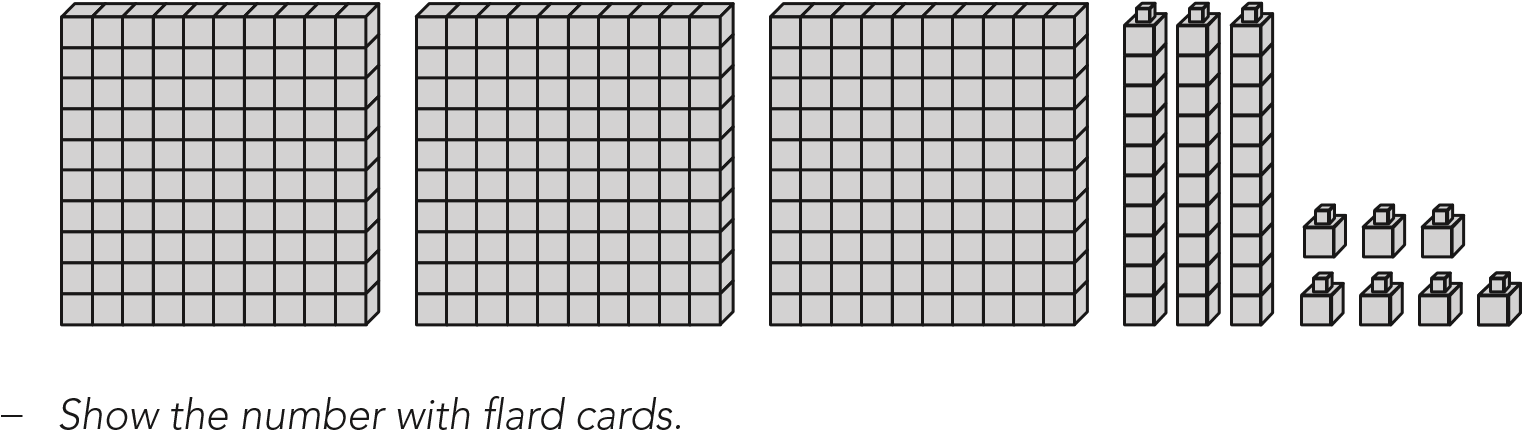 – Show the number with flard cards.